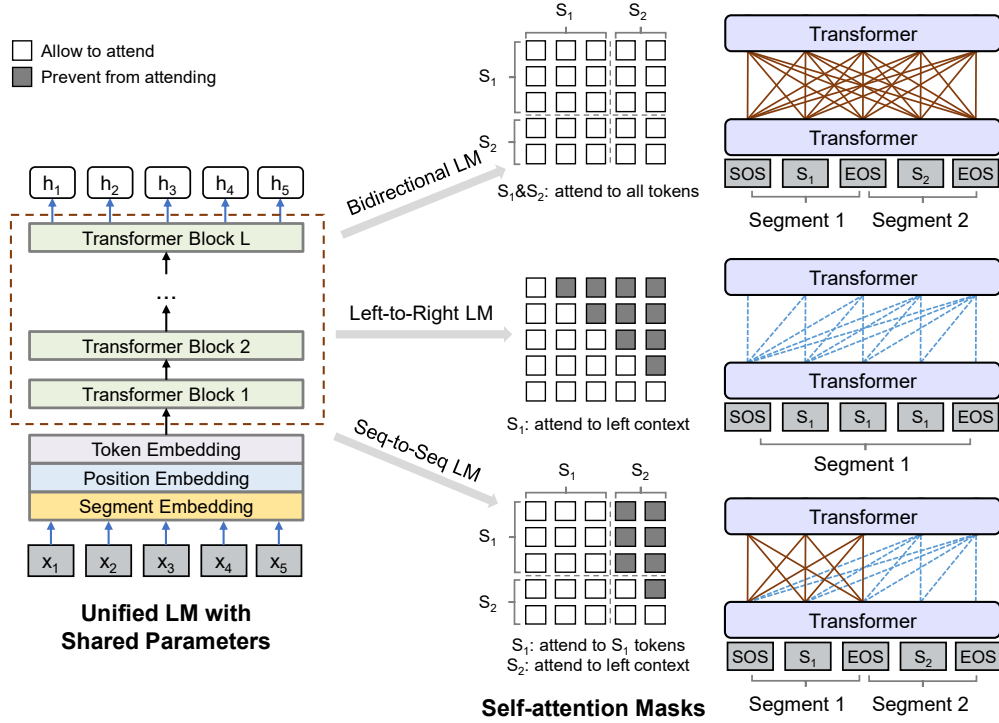 Allow to attend
Prevent from attending
h1 h2 h3 h4 h5
Transformer Block L
...
Transformer Block 2
Transformer Block 1
Token Embedding
Position Embedding
Segment Embedding
x1 x2 x3 x4 x5
Unified LM with
Shared Parameters
Bidirectional LM
Left-to-Right LM
Seq-to-Seq LM
S1 S2
S1
S2
S1&S2: attend to all tokens
Transformer
Transformer
SOS S1 EOS S2 EOS
Segment 1 Segment 2
S1: attend to left context
Transformer
Transformer
SOS S1 S1 S1 EOS
Segment 1
S1 S2
S1
S2
S1: attend to S1 tokens
S2: attend to left context
Transformer
Transformer
SOS S1 EOS S2 EOS
Segment 1 Segment 2
Self-attention Masks